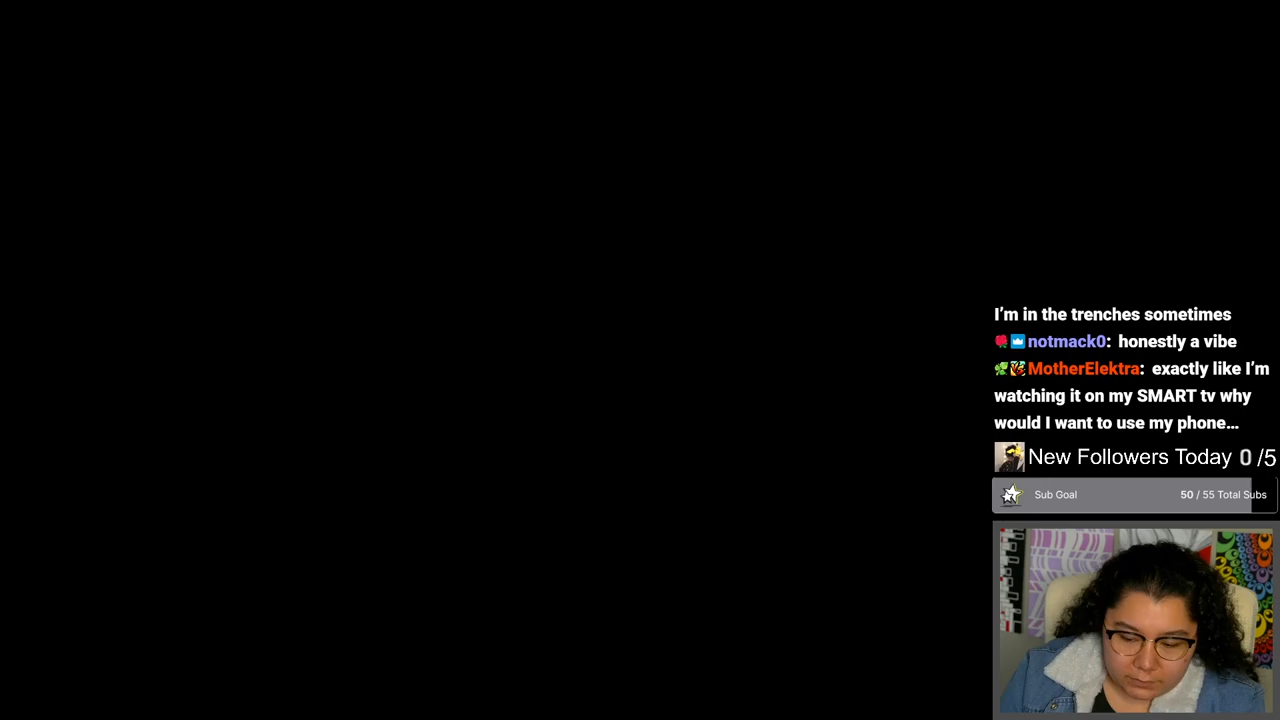 I’m in the trenches sometimes
notmack0: honestly a vibe
MotherElektra: exactly like I’m
watching it on my SMART tv why
would I want to use my phone…
New Followers Today 0 /5
Sub Goal 50 / 55 Total Subs